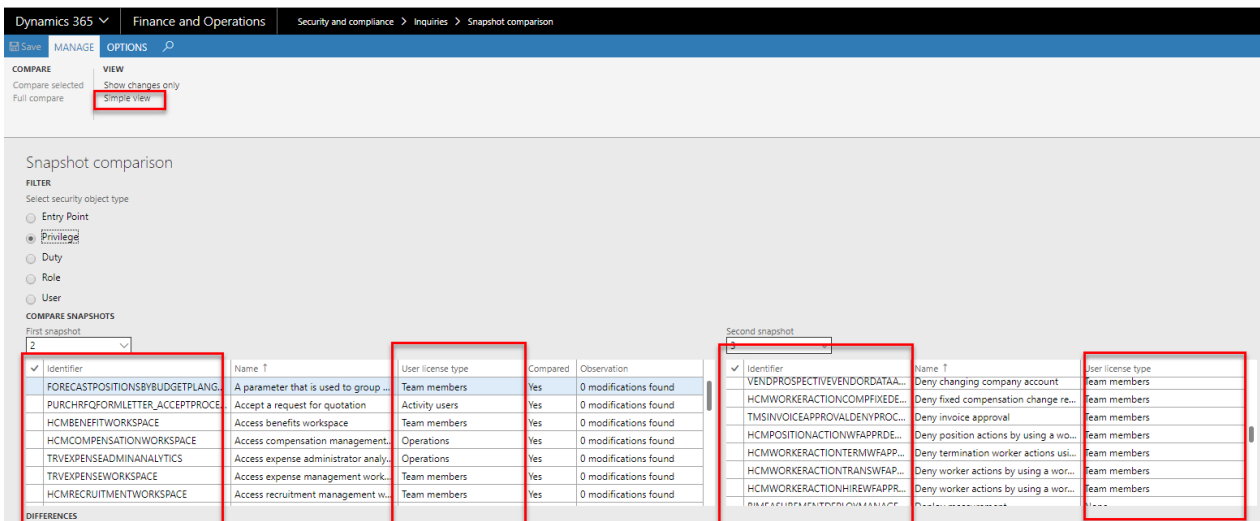 Dynamics 365 Finance and Operations Security and compliance > Inquiries > Snapshot comparison
Save MANAGE OPTIONS
COMPARE VIEW
Compare selected Show changes only
Full compare Simple view
Snapshot comparison
FILTER
Select security object type
Entry Point
Privilege
Duty
Role
User
COMPARE SNAPSHOTS
First snapshot Second snapshot
2 3
Identifier Name ↑ User license type Compared Observation Identifier Name ↑ User license type
FORECASTPOSITIONSBYBUDGETPLANG... A parameter that is used to group ... Team members Yes 0 modifications found VENDPROSPECTIVEVENDORDATAA... Deny changing company account Team members
PURCHRFQFORMLETTER_ACCEPTPROCE... Accept a request for quotation Activity users Yes 0 modifications found HCMWORKERACTIONCOMPFIXEDE... Deny fixed compensation change re... Team members
HCMBENEFITWORKSPACE Access benefits workspace Team members Yes 0 modifications found TMSINVOICEAPPROVALDENYPROC... Deny invoice approval Team members
HCMCOMPENSATIONWORKSPACE Access compensation management... Operations Yes 0 modifications found HCMPOSITIONACTIONWFAPPRDE... Deny position actions by using a wo... Team members
TRVEXPENSEADMINANALYTICS Access expense administrator analy... Operations Yes 0 modifications found HCMWORKERACTIONTERMWFAPP... Deny termination worker actions usi... Team members
TRVEXPENSEWORKSPACE Access expense management work... Team members Yes 0 modifications found HCMWORKERACTIONTRANSWFAP... Deny worker actions by using a wor... Team members
HCMRECRUITMENTWORKSPACE Access recruitment management w... Team members Yes 0 modifications found HCMWORKERACTIONHIREWFAPPR... Deny worker actions by using a wor... Team members
DIFFERENCES